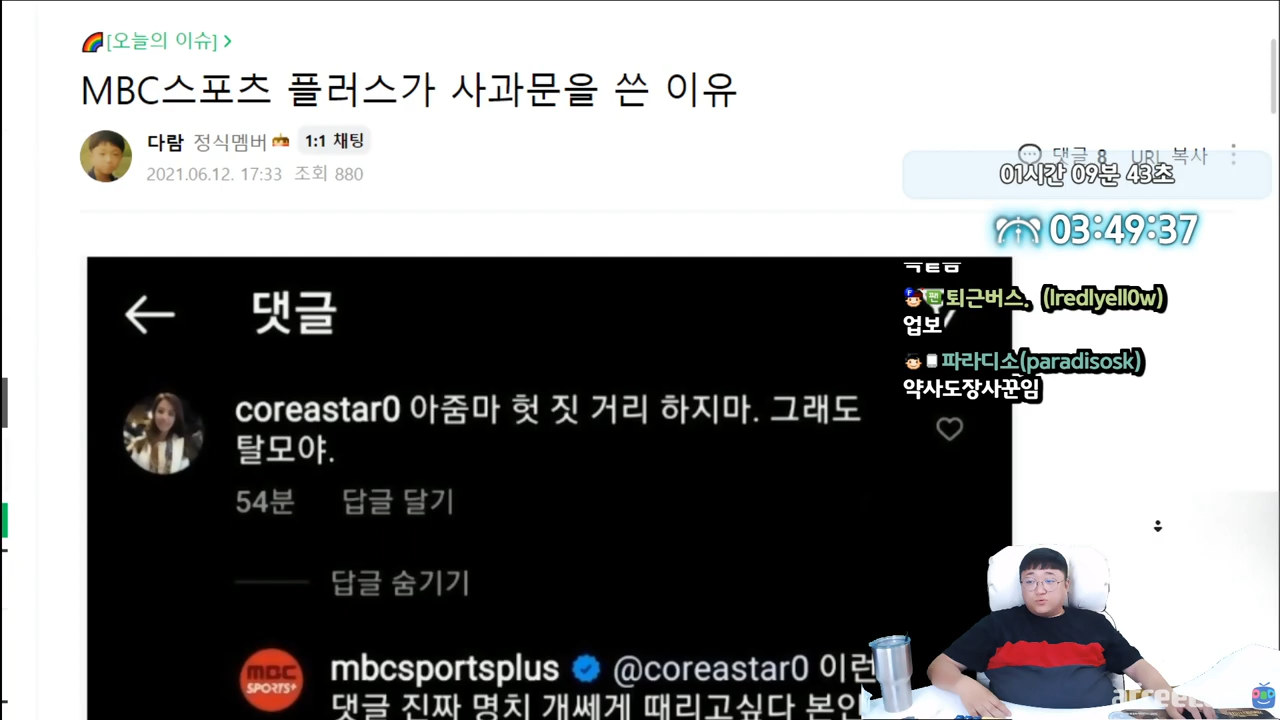 [오늘의 이슈]
MBC스포츠 플러스가 사과문을 쓴 이유
다람 정식멤버 1:1 채팅
2021.06.12. 17:33 조회 880
댓글 8 URL 복사
01시간 09분 43초
03:49:37
댓글
퇴근버스. (lredlyell0w)
업보
파라디소(paradisosk)
약사도장사꾼임
coreastar0 아줌마 헛 짓 거리 하지마. 그래도
탈모야.
54분 답글 달기
답글 숨기기
MBC
SPORTS+
mbcsportsplus @coreastar0 이런
댓글 진짜 명치 개쎄게 때리고싶다 본인